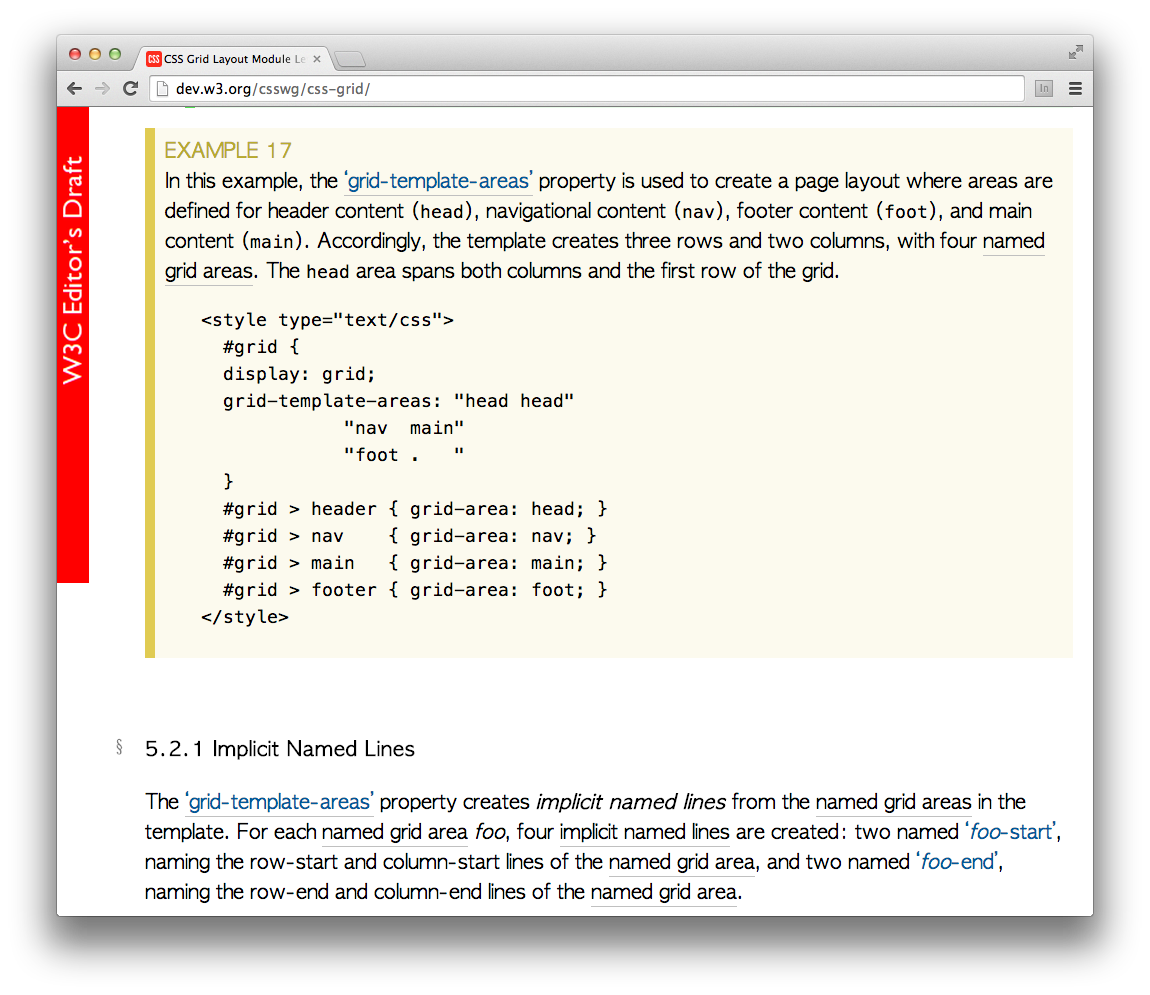 CSS Grid Layout Module Le
dev.w3.org/csswg/css-grid/
W3C Editor's Draft
EXAMPLE 17
In this example, the ‘grid-template-areas’ property is used to create a page layout where areas are
defined for header content (head), navigational content (nav), footer content (foot), and main
content (main). Accordingly, the template creates three rows and two columns, with four named
grid areas. The head area spans both columns and the first row of the grid.
<style type="text/css">
  #grid {
  display: grid;
  grid-template-areas: "head head"
             "nav  main"
             "foot .   "
  }
  #grid > header { grid-area: head; }
  #grid > nav    { grid-area: nav; }
  #grid > main   { grid-area: main; }
  #grid > footer { grid-area: foot; }
</style>
§ 5.2.1 Implicit Named Lines
The ‘grid-template-areas’ property creates implicit named lines from the named grid areas in the
template. For each named grid area foo, four implicit named lines are created: two named ‘foo-start’,
naming the row-start and column-start lines of the named grid area, and two named ‘foo-end’,
naming the row-end and column-end lines of the named grid area.